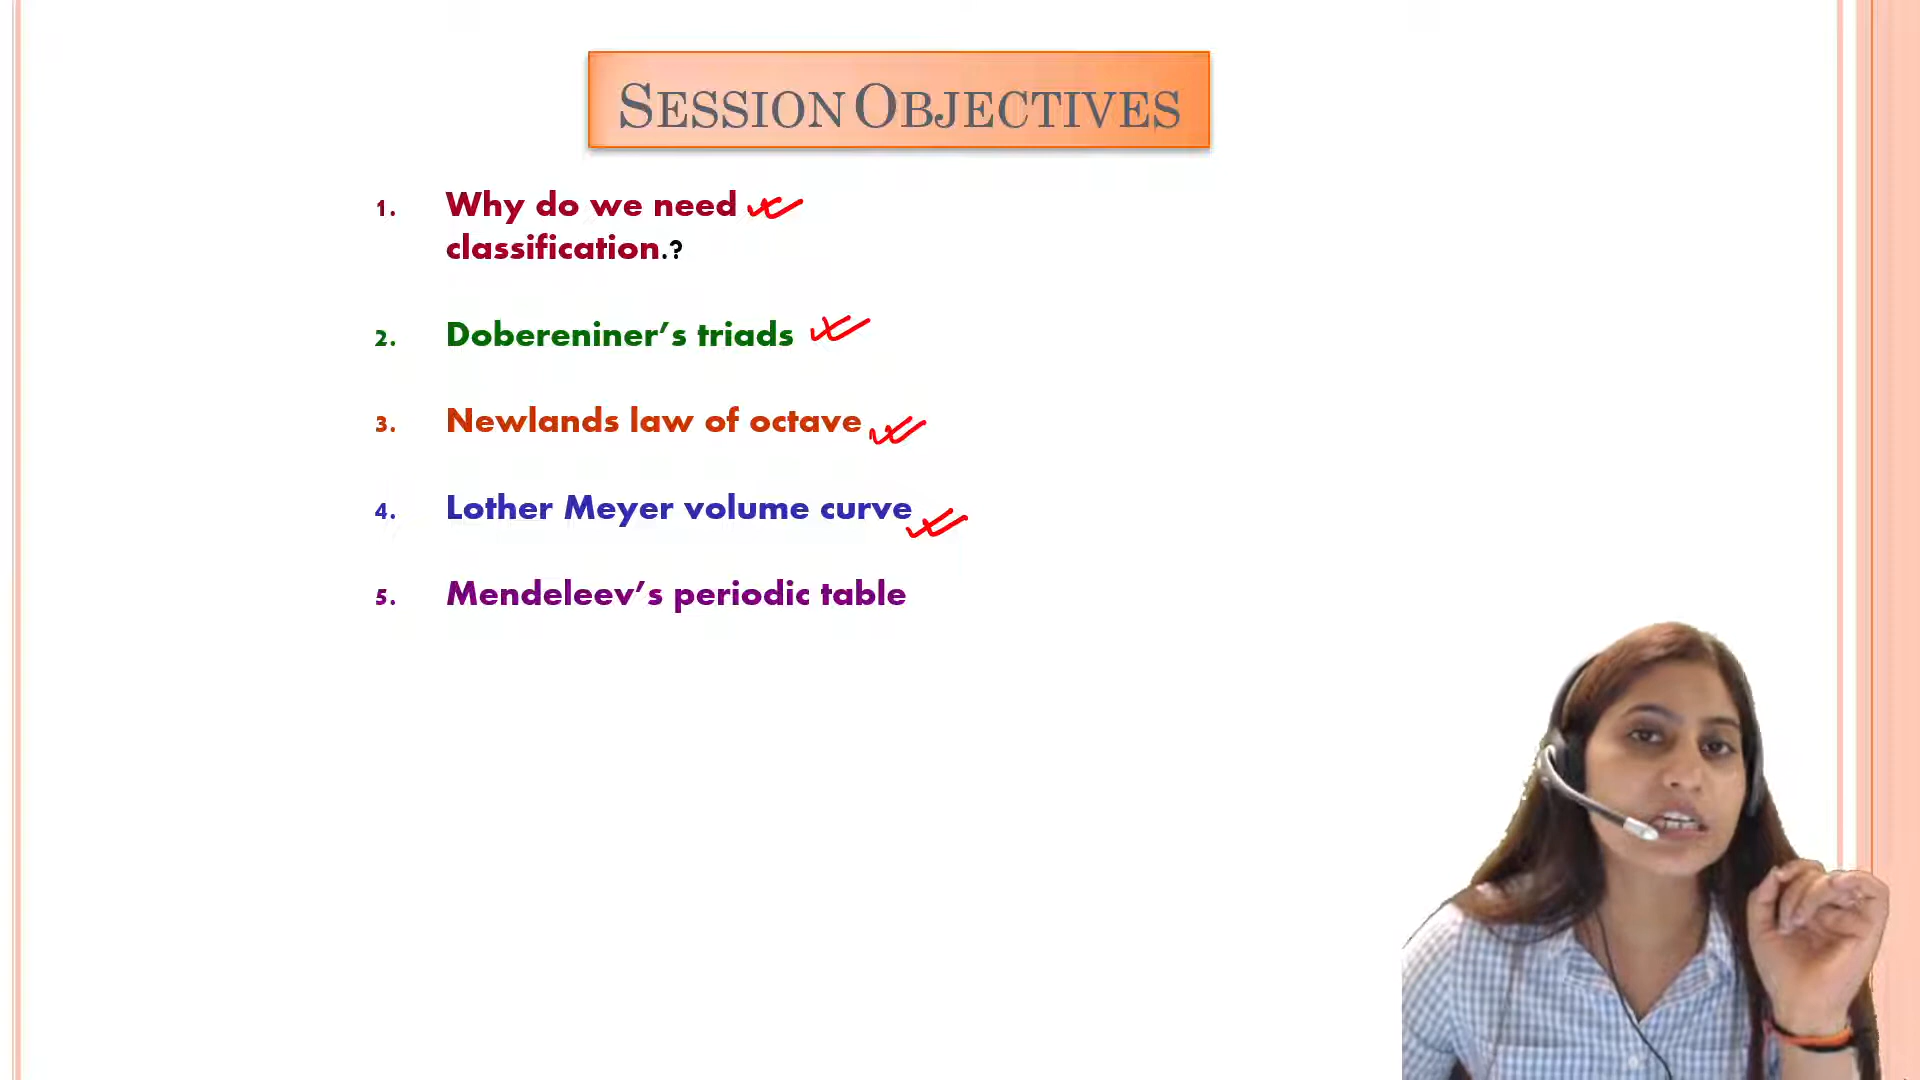 SESSION OBJECTIVES
1. Why do we need
classification.?
2. Dobereniner’s triads
3. Newlands law of octave
4. Lother Meyer volume curve
5. Mendeleev’s periodic table